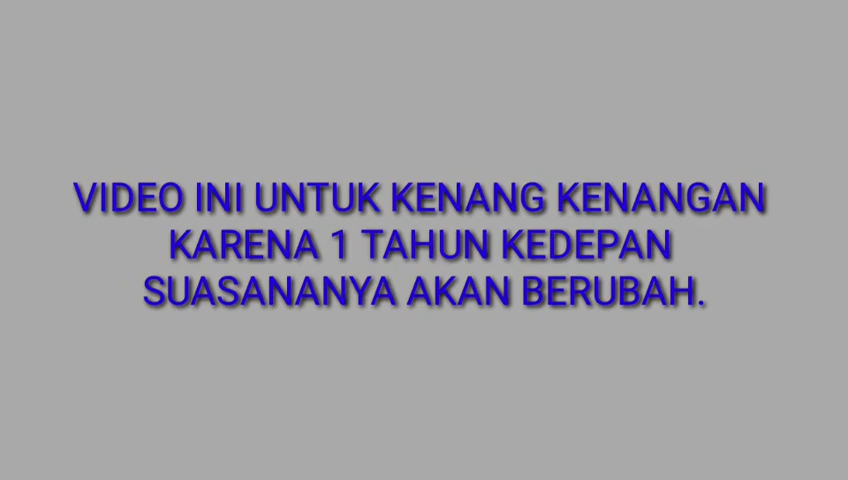 VIDEO INI UNTUK KENANG KENANGAN
KARENA 1 TAHUN KEDEPAN
SUASANANYA AKAN BERUBAH.